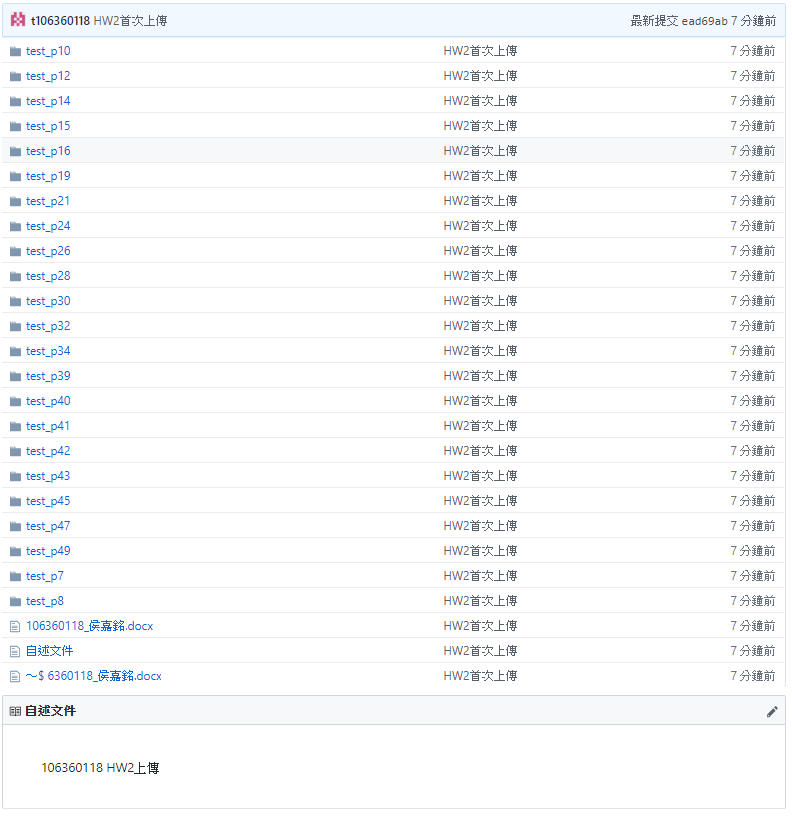 t106360118 HW2首次上傳 最新提交 ead69ab 7 分鐘前
test_p10 HW2首次上傳 7 分鐘前
test_p12 HW2首次上傳 7 分鐘前
test_p14 HW2首次上傳 7 分鐘前
test_p15 HW2首次上傳 7 分鐘前
test_p16 HW2首次上傳 7 分鐘前
test_p19 HW2首次上傳 7 分鐘前
test_p21 HW2首次上傳 7 分鐘前
test_p24 HW2首次上傳 7 分鐘前
test_p26 HW2首次上傳 7 分鐘前
test_p28 HW2首次上傳 7 分鐘前
test_p30 HW2首次上傳 7 分鐘前
test_p32 HW2首次上傳 7 分鐘前
test_p34 HW2首次上傳 7 分鐘前
test_p39 HW2首次上傳 7 分鐘前
test_p40 HW2首次上傳 7 分鐘前
test_p41 HW2首次上傳 7 分鐘前
test_p42 HW2首次上傳 7 分鐘前
test_p43 HW2首次上傳 7 分鐘前
test_p45 HW2首次上傳 7 分鐘前
test_p47 HW2首次上傳 7 分鐘前
test_p49 HW2首次上傳 7 分鐘前
test_p7 HW2首次上傳 7 分鐘前
test_p8 HW2首次上傳 7 分鐘前
106360118_侯嘉銘.docx HW2首次上傳 7 分鐘前
自述文件 HW2首次上傳 7 分鐘前
～$ 6360118_侯嘉銘.docx HW2首次上傳 7 分鐘前
自述文件
106360118 HW2上傳